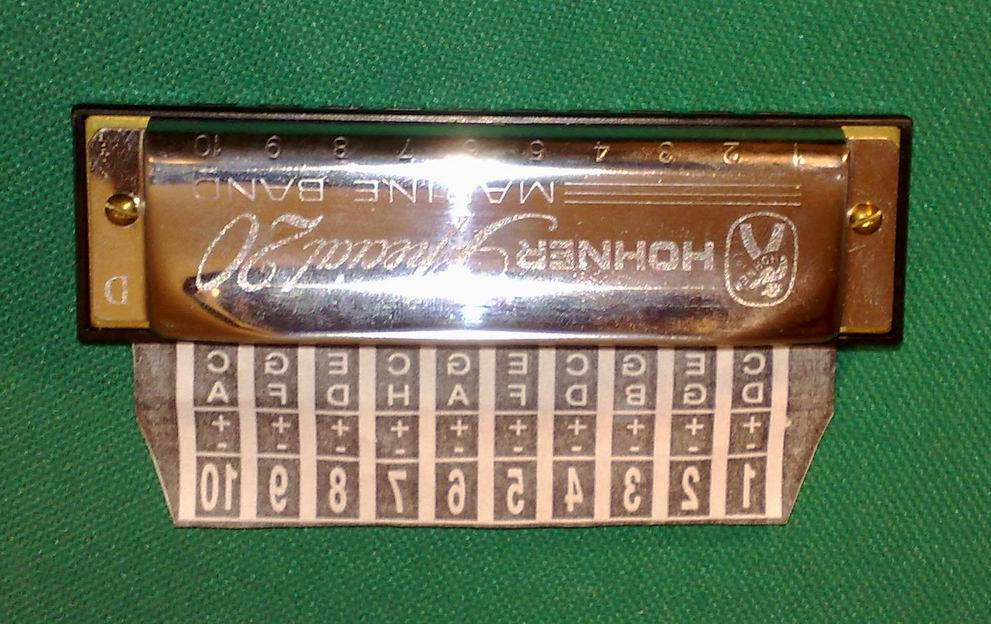 1 2 3 4 5 6 7 8 9 10
MARINE BAND
HOHNER Special 20
HOHNER
D
C E G C E G C E G C
D G B D F A H D F A
+ + + + + + + + + +
- - - - - - - - - -
1 2 3 4 5 6 7 8 9 10